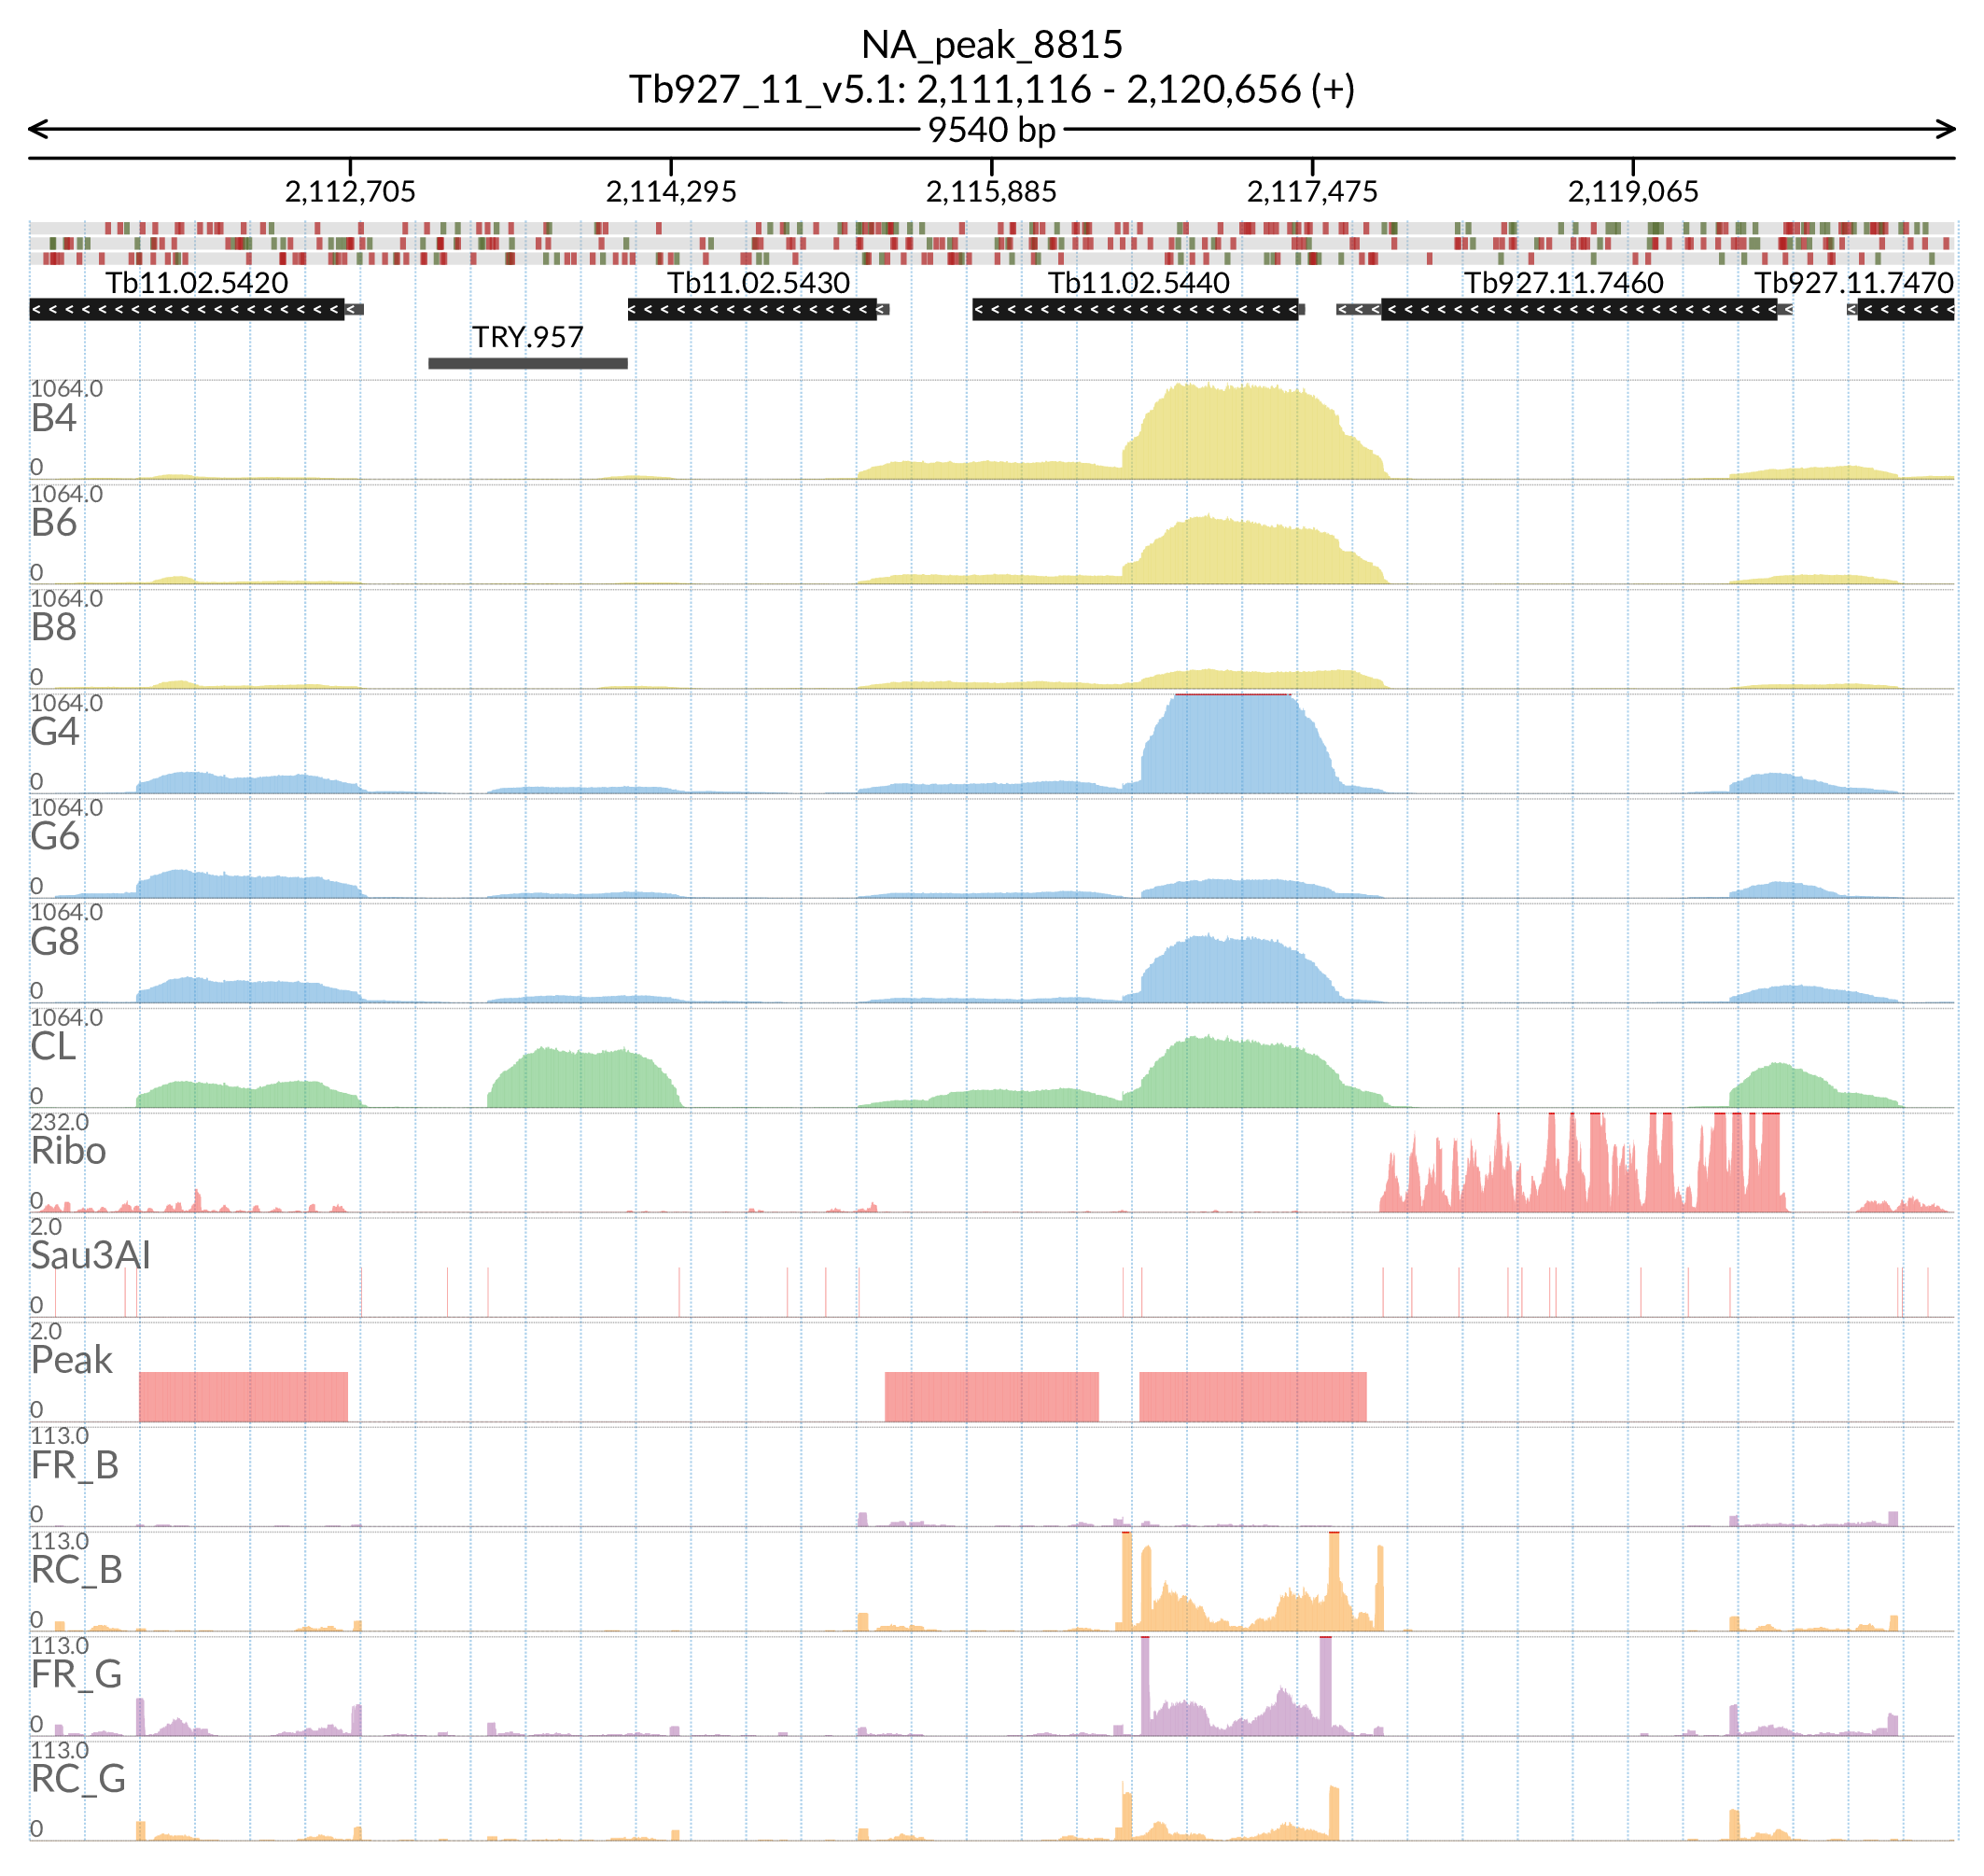 NA_peak_8815
Tb927_11_v5.1: 2,111,116 - 2,120,656 (+)
9540 bp
2,112,705 2,114,295 2,115,885 2,117,475 2,119,065
Tb11.02.5420 Tb11.02.5430 Tb11.02.5440 Tb927.11.7460 Tb927.11.7470
TRY.957
1064.0
B4
0
1064.0
B6
0
1064.0
B8
0
1064.0
G4
0
1064.0
G6
0
1064.0
G8
0
1064.0
CL
0
232.0
Ribo
0
2.0
Sau3AI
0
2.0
Peak
0
113.0
FR_B
0
113.0
RC_B
0
113.0
FR_G
0
113.0
RC_G
0